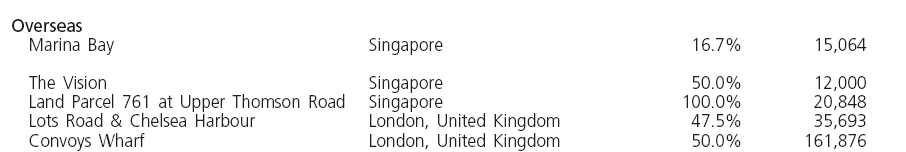 Overseas
Marina Bay Singapore 16.7% 15,064
The Vision Singapore 50.0% 12,000
Land Parcel 761 at Upper Thomson Road Singapore 100.0% 20,848
Lots Road & Chelsea Harbour London, United Kingdom 47.5% 35,693
Convoys Wharf London, United Kingdom 50.0% 161,876